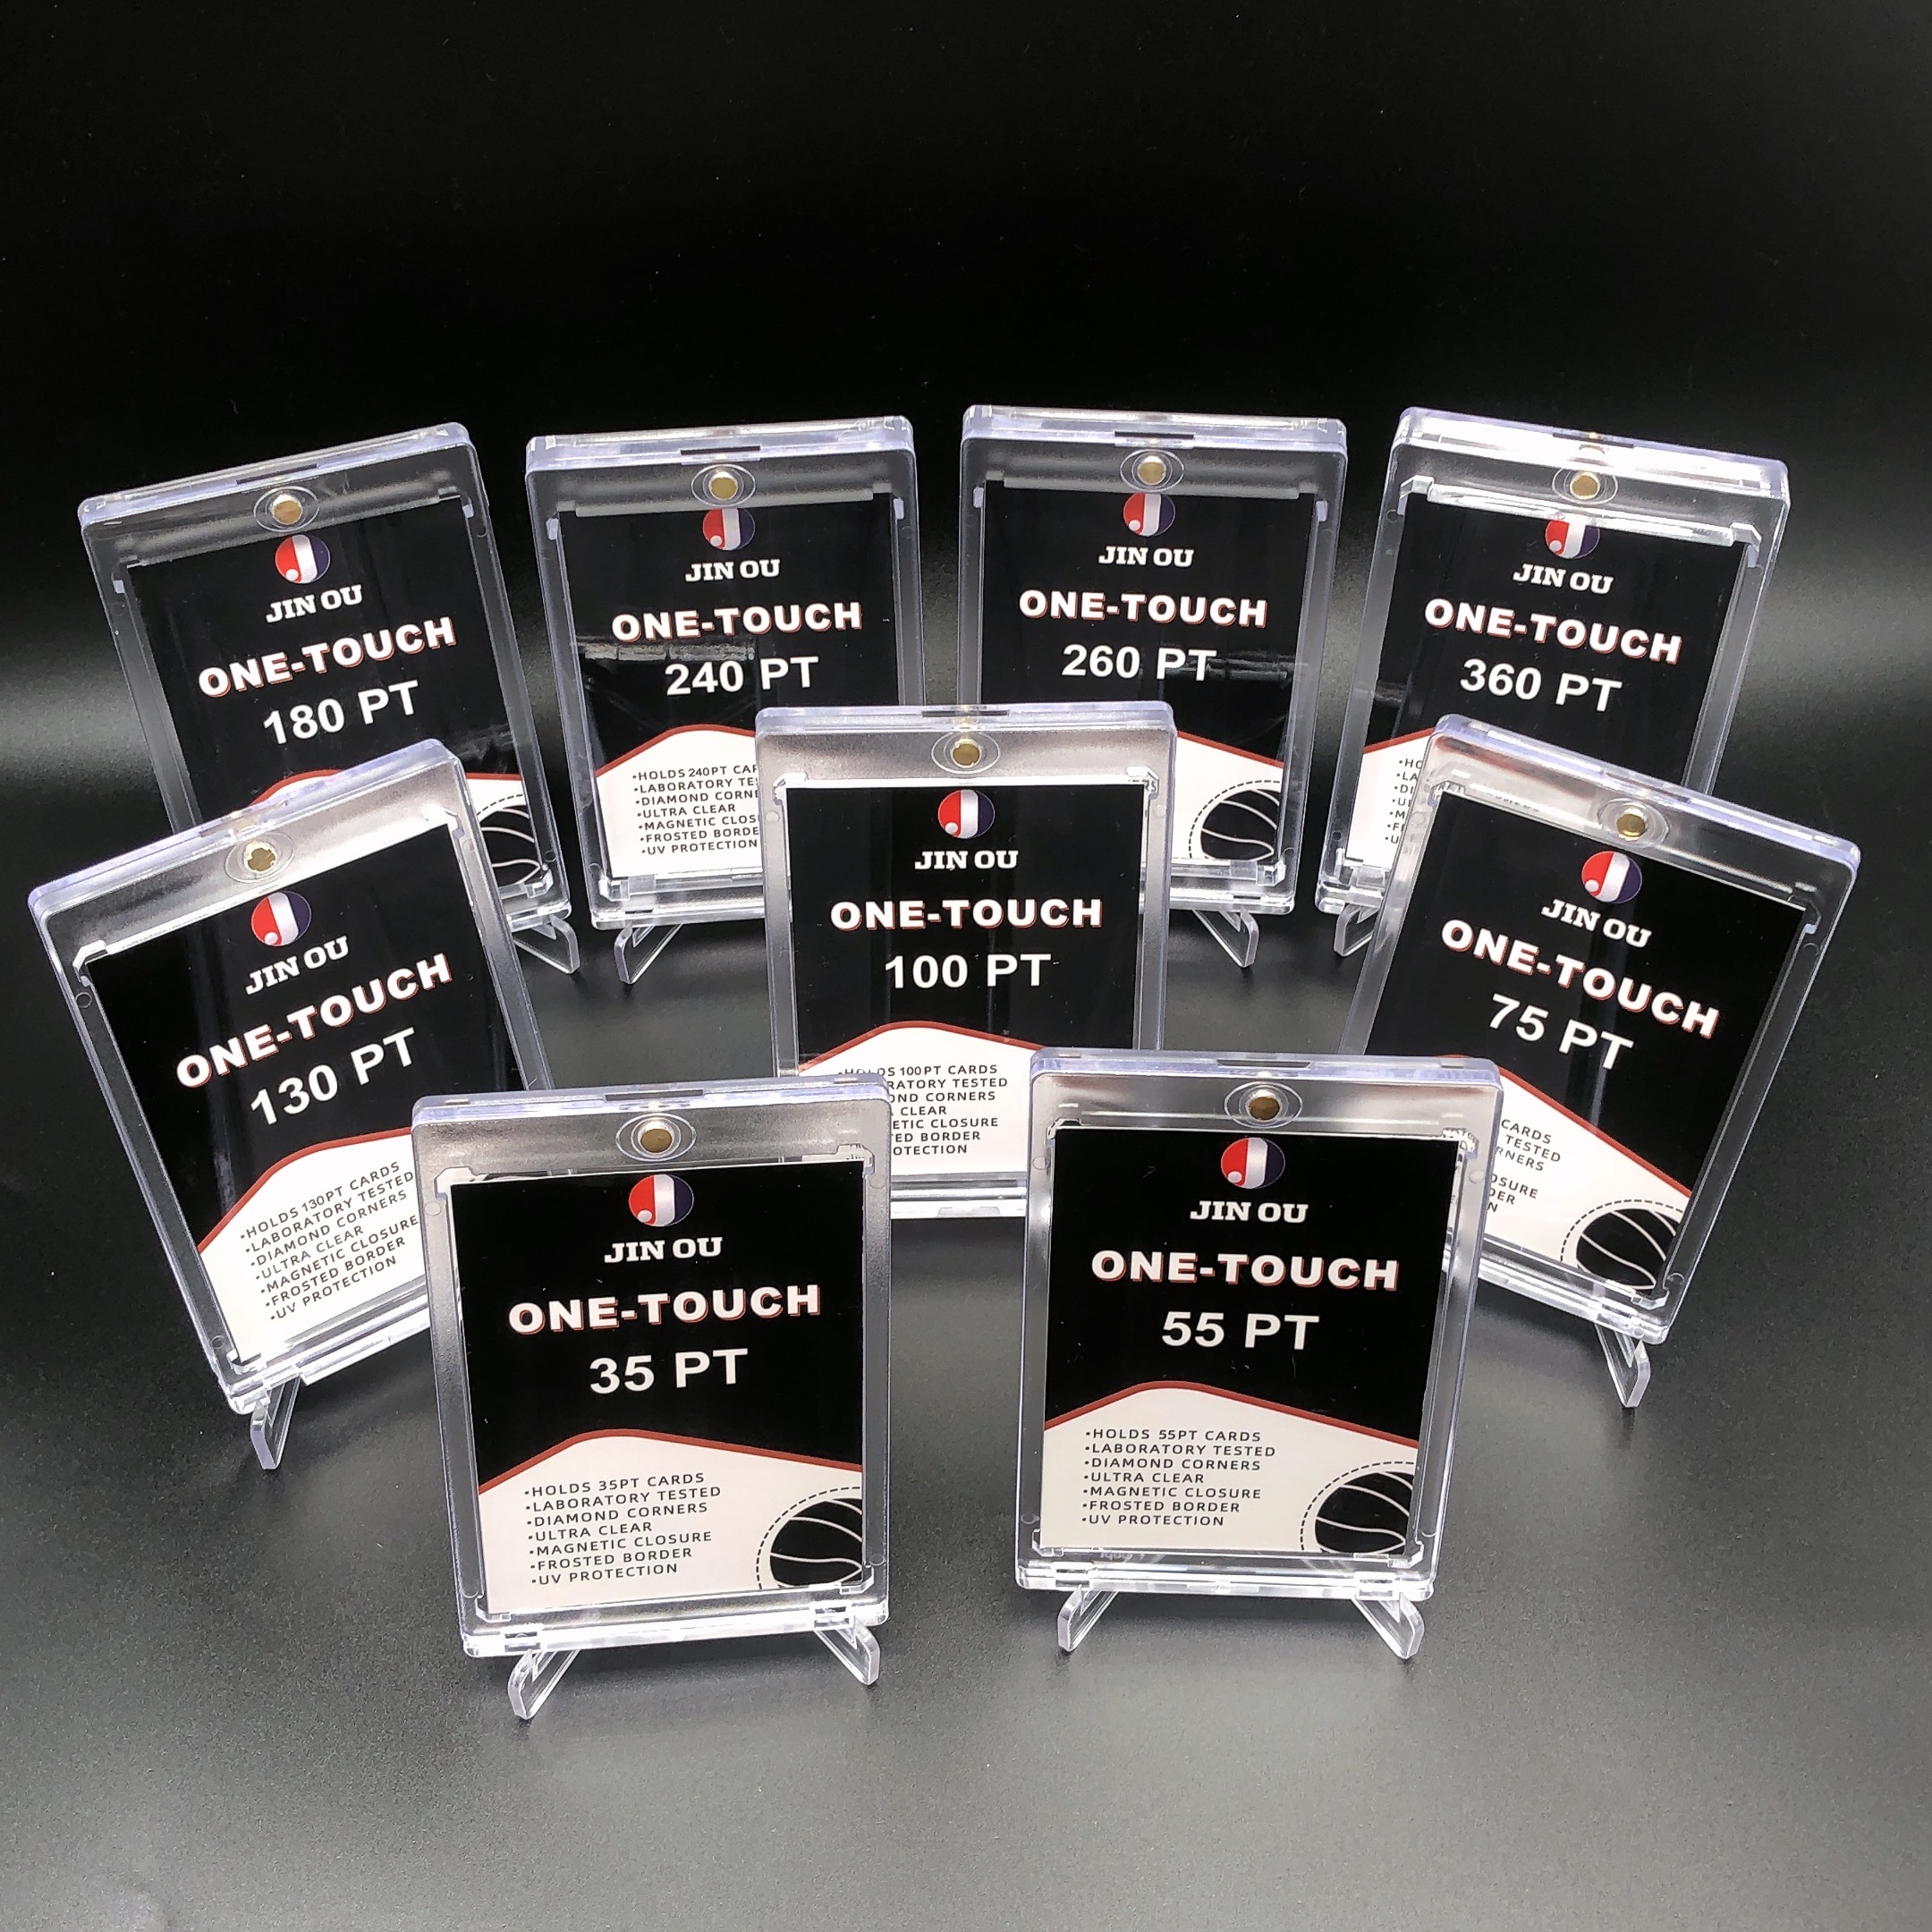 JIN OU
ONE-TOUCH
180 PT
JIN OU
ONE-TOUCH
240 PT
•HOLDS 240PT
•LABORATORY
•DIAMOND
•ULTRA CLEAR
•MAGNETIC
•FROSTED BORDER
•UV PROTECTION
JIN OU
ONE-TOUCH
260 PT
JIN OU
ONE-TOUCH
360 PT
JIN OU
ONE-TOUCH
130 PT
•HOLDS 130PT CARDS
•LABORATORY TESTED
•DIAMOND CORNERS
•ULTRA CLEAR
•MAGNETIC CLOSURE
•FROSTED BORDER
•UV PROTECTION
JIN OU
ONE-TOUCH
100 PT
•HOLDS 100PT CARDS
TESTED
CORNERS
CLEAR
CLOSURE
BORDER
JIN OU
ONE-TOUCH
75 PT
CARDS
TESTED
JIN OU
ONE-TOUCH
35 PT
•HOLDS 35PT CARDS
•LABORATORY TESTED
•DIAMOND CORNERS
•ULTRA CLEAR
•MAGNETIC CLOSURE
•FROSTED BORDER
•UV PROTECTION
JIN OU
ONE-TOUCH
55 PT
•HOLDS 55PT CARDS
•LABORATORY TESTED
•DIAMOND CORNERS
•ULTRA CLEAR
•MAGNETIC CLOSURE
•FROSTED BORDER
•UV PROTECTION